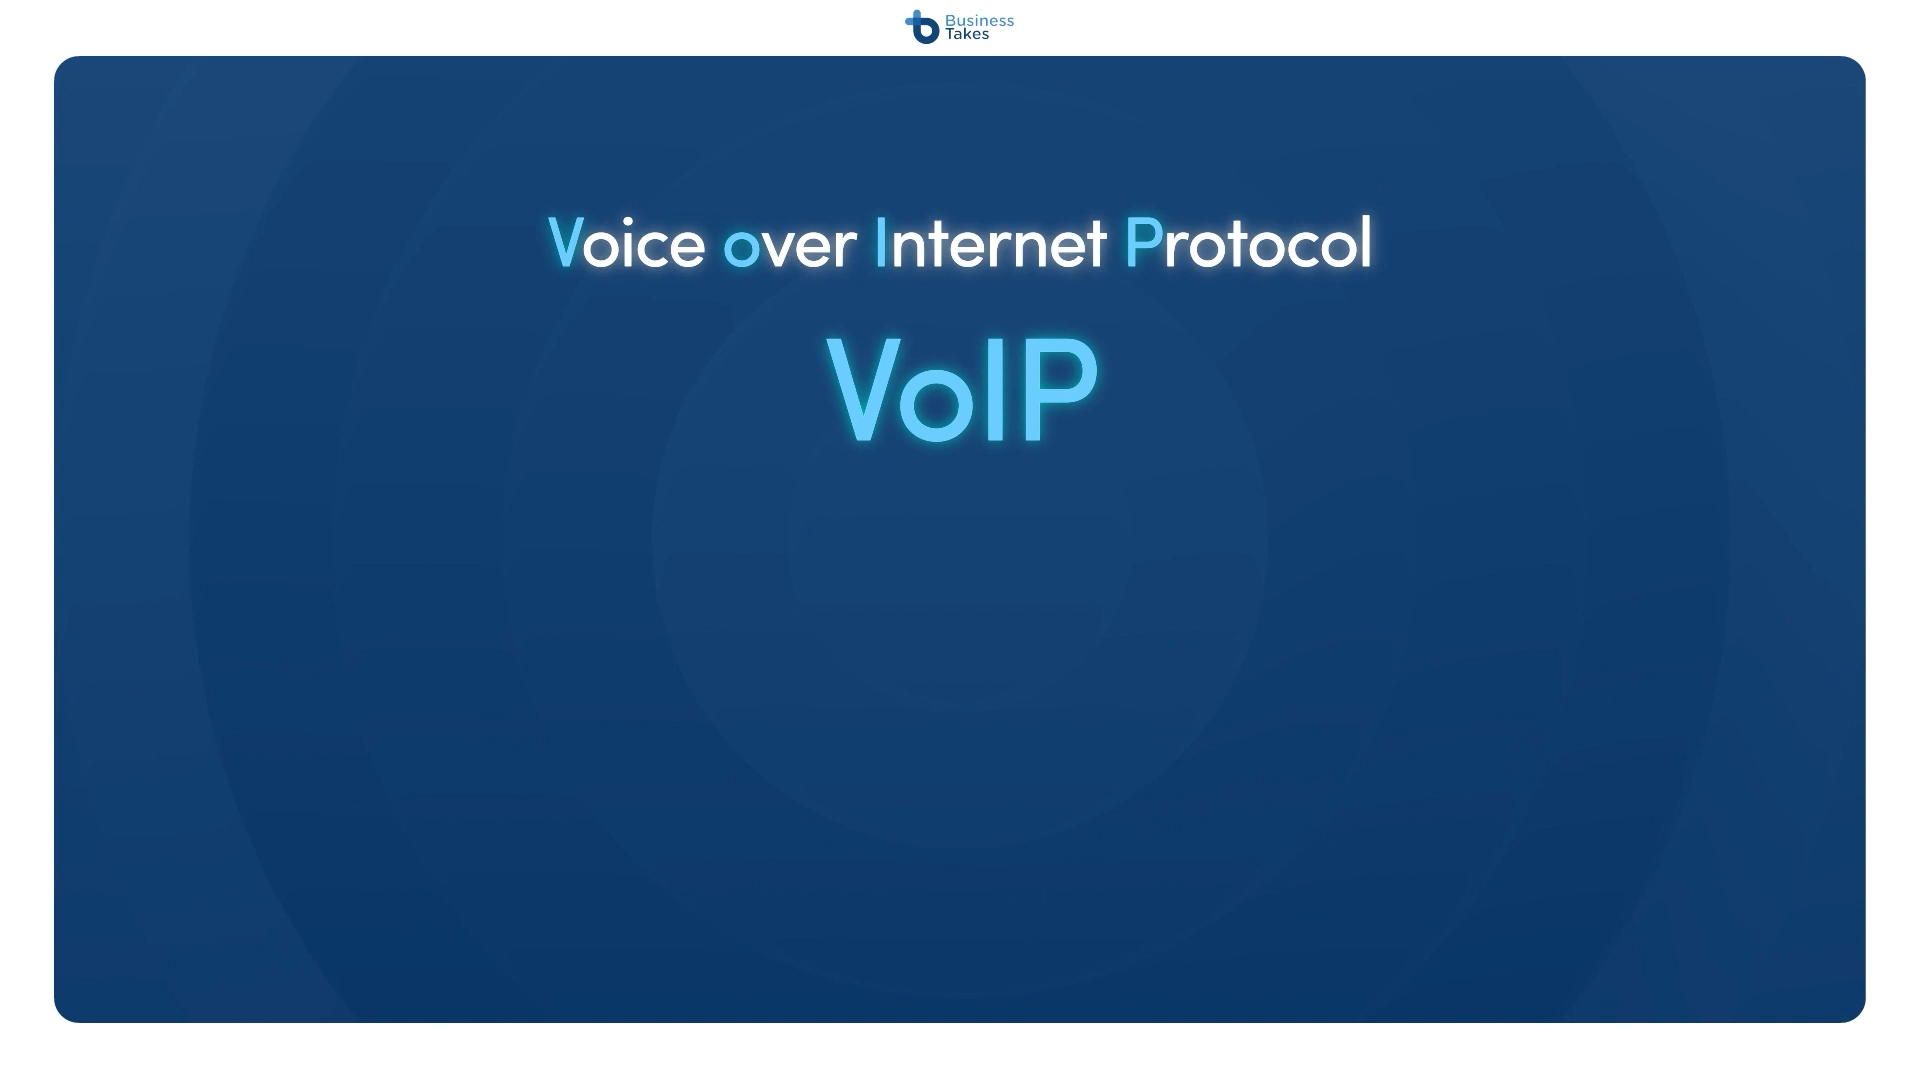 Business
Takes
Voice over Internet Protocol
VoIP